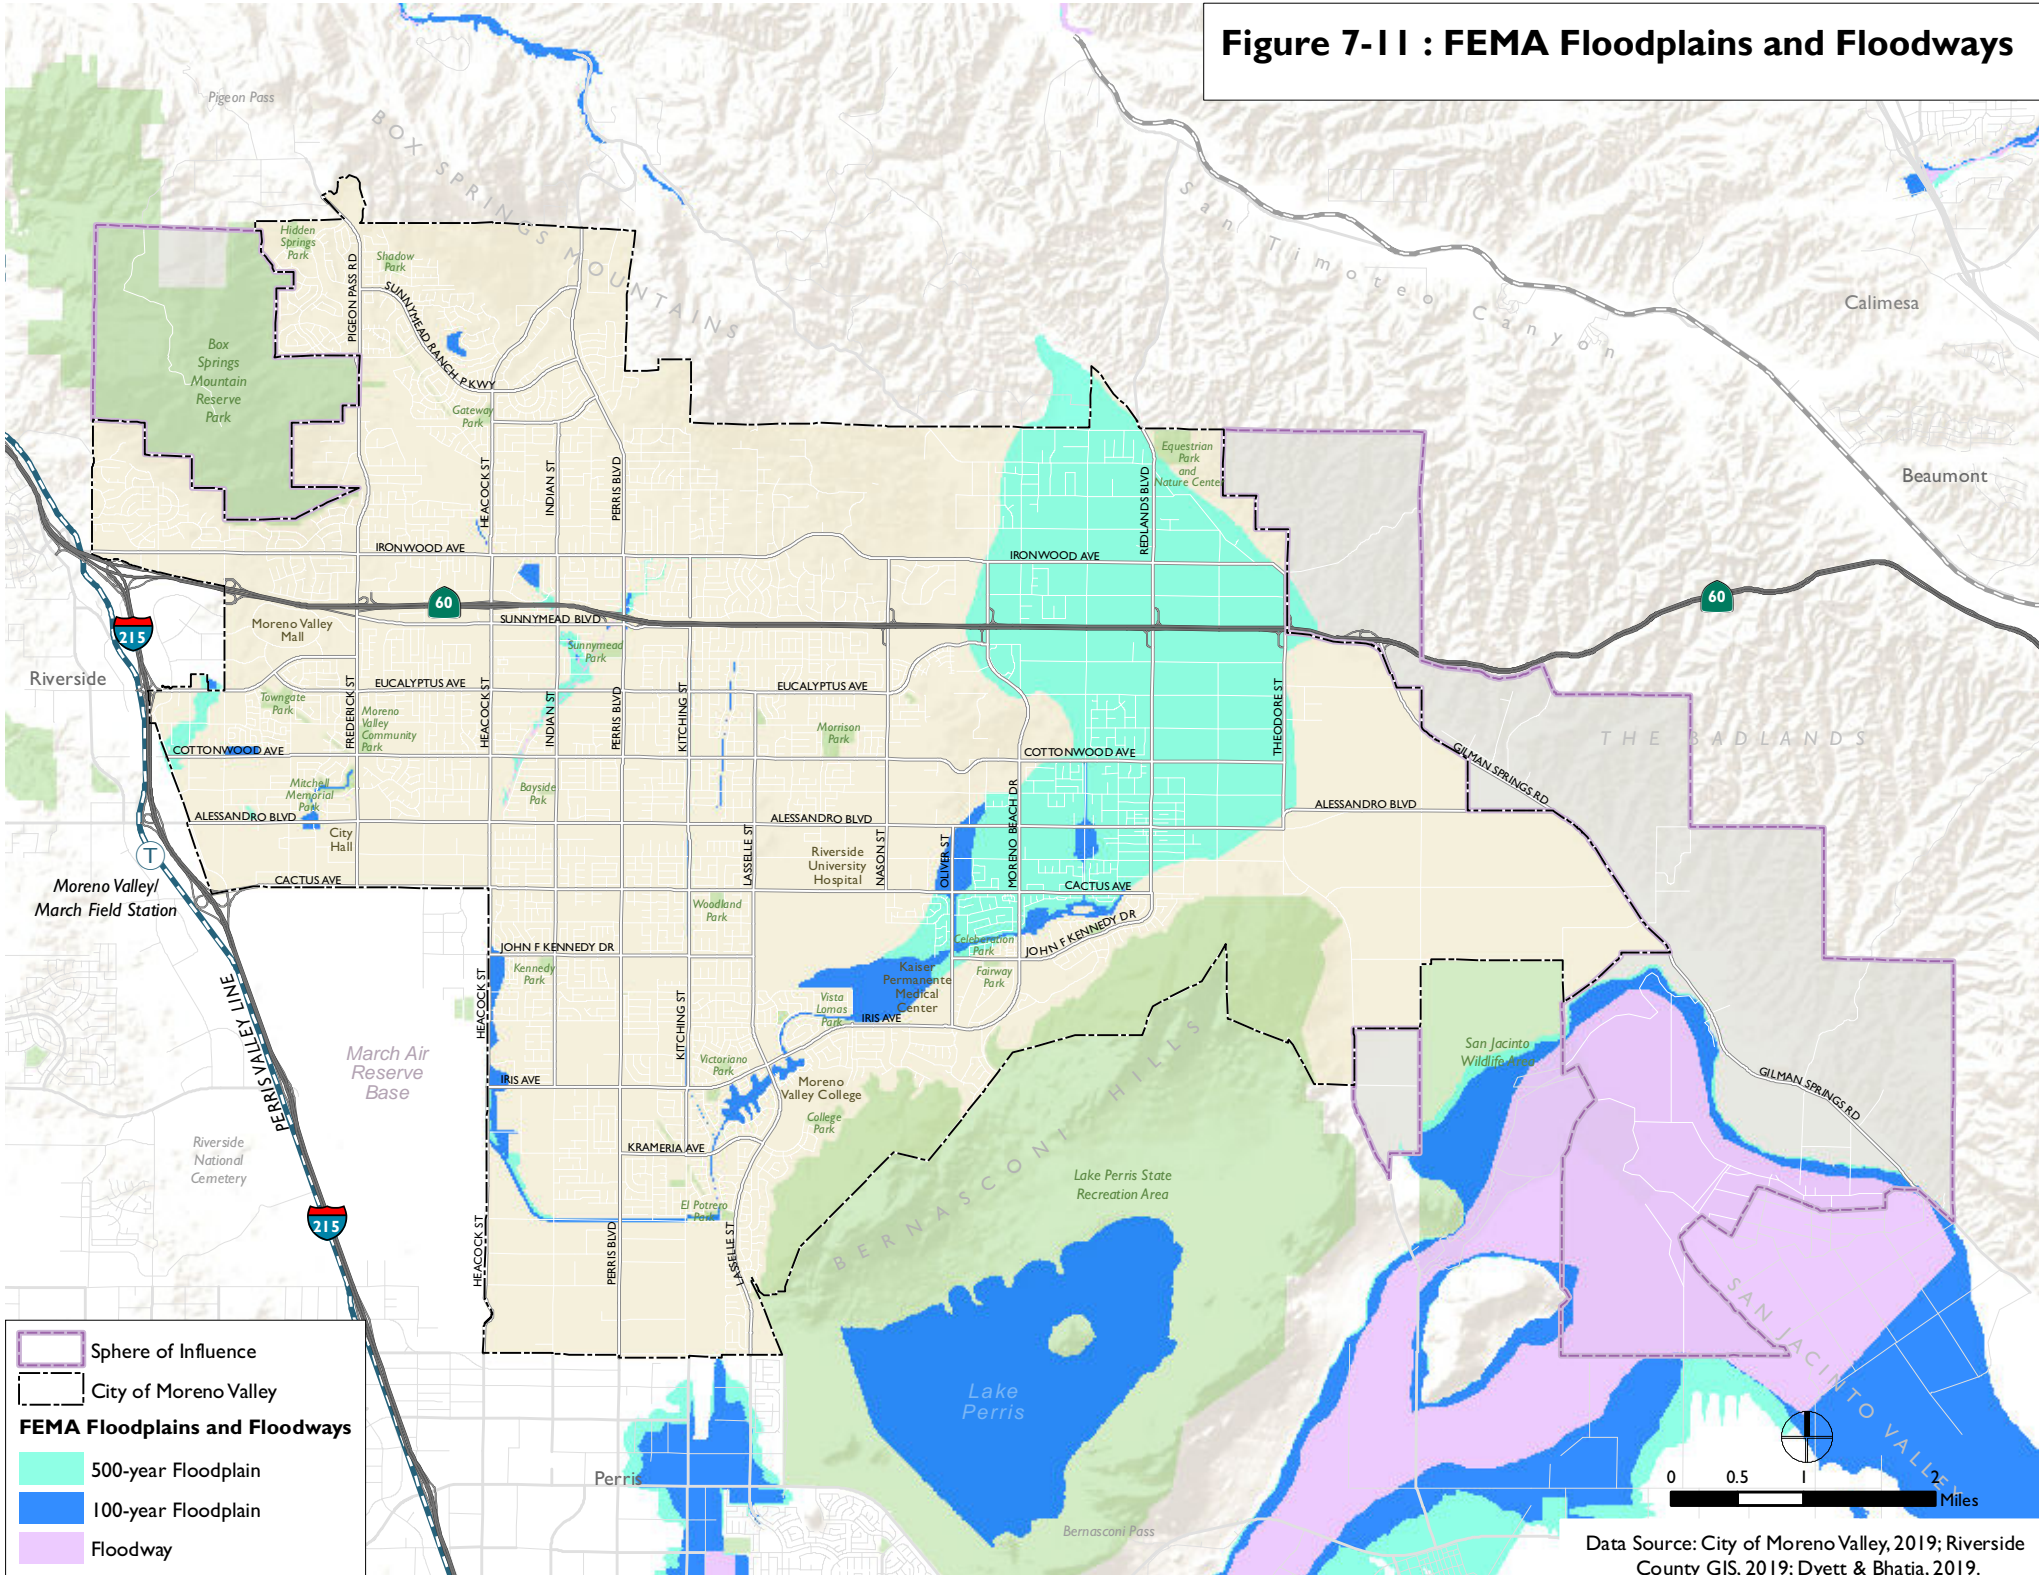 Figure 7-11 : FEMA Floodplains and Floodways
Pigeon Pass
BOX SPRINGS MOUNTAINS
San Timoteo Canyon
Calimesa
Beaumont
Hidden
Springs
Park
Shadow
Park
PIGEON PASS RD
SUNNYMEAD RANCH PKWY
Box
Springs
Mountain
Reserve
Park
Gateway
Park
HEACOCK ST
INDIAN ST
PERRIS BLVD
REDLANDS BLVD
Equestrian
Park
and
Nature Center
IRONWOOD AVE
IRONWOOD AVE
60
60
215
SUNNYMEAD BLVD
Moreno Valley
Mall
Sunnymead
Park
Riverside
EUCALYPTUS AVE
EUCALYPTUS AVE
Towngate
Park
FREDERICK ST
Moreno
Valley
Community
Park
HEACOCK ST
INDIAN ST
PERRIS BLVD
KITCHING ST
Morrison
Park
THEODORE ST
THE BADLANDS
COTTONWOOD AVE
COTTONWOOD AVE
GILMAN SPRINGS RD
Mitchell
Memorial
Park
Bayside
Pak
MORENO BEACH DR
ALESSANDRO BLVD
ALESSANDRO BLVD
ALESSANDRO BLVD
City
Hall
LASSELLE ST
Riverside
University
Hospital
NASON ST
OLIVER ST
T
Moreno Valley/
March Field Station
CACTUS AVE
CACTUS AVE
Woodland
Park
JOHN F KENNEDY DR
JOHN F KENNEDY DR
Celebration
Park
Kennedy
Park
Kaiser
Permanente
Medical
Center
Fairway
Park
HEACOCK ST
Vista
Lomas
Park
IRIS AVE
KITCHING ST
PERRIS VALLEY LINE
March Air
Reserve
Base
San Jacinto
Wildlife Area
Victoriano
Park
IRIS AVE
Moreno
Valley College
GILMAN SPRINGS RD
College
Park
BERNASCONI HILLS
Riverside
National
Cemetery
KRAMERIA AVE
Lake Perris State
Recreation Area
El Potrero
Park
215
HEACOCK ST
PERRIS BLVD
LASSELLE ST
SAN JACINTO VALLEY
Lake
Perris
Perris
Bernasconi Pass
Sphere of Influence
City of Moreno Valley
FEMA Floodplains and Floodways
500-year Floodplain
100-year Floodplain
Floodway
0 0.5 1 2
Miles
Data Source: City of Moreno Valley, 2019; Riverside
County GIS, 2019; Dyett & Bhatia, 2019.